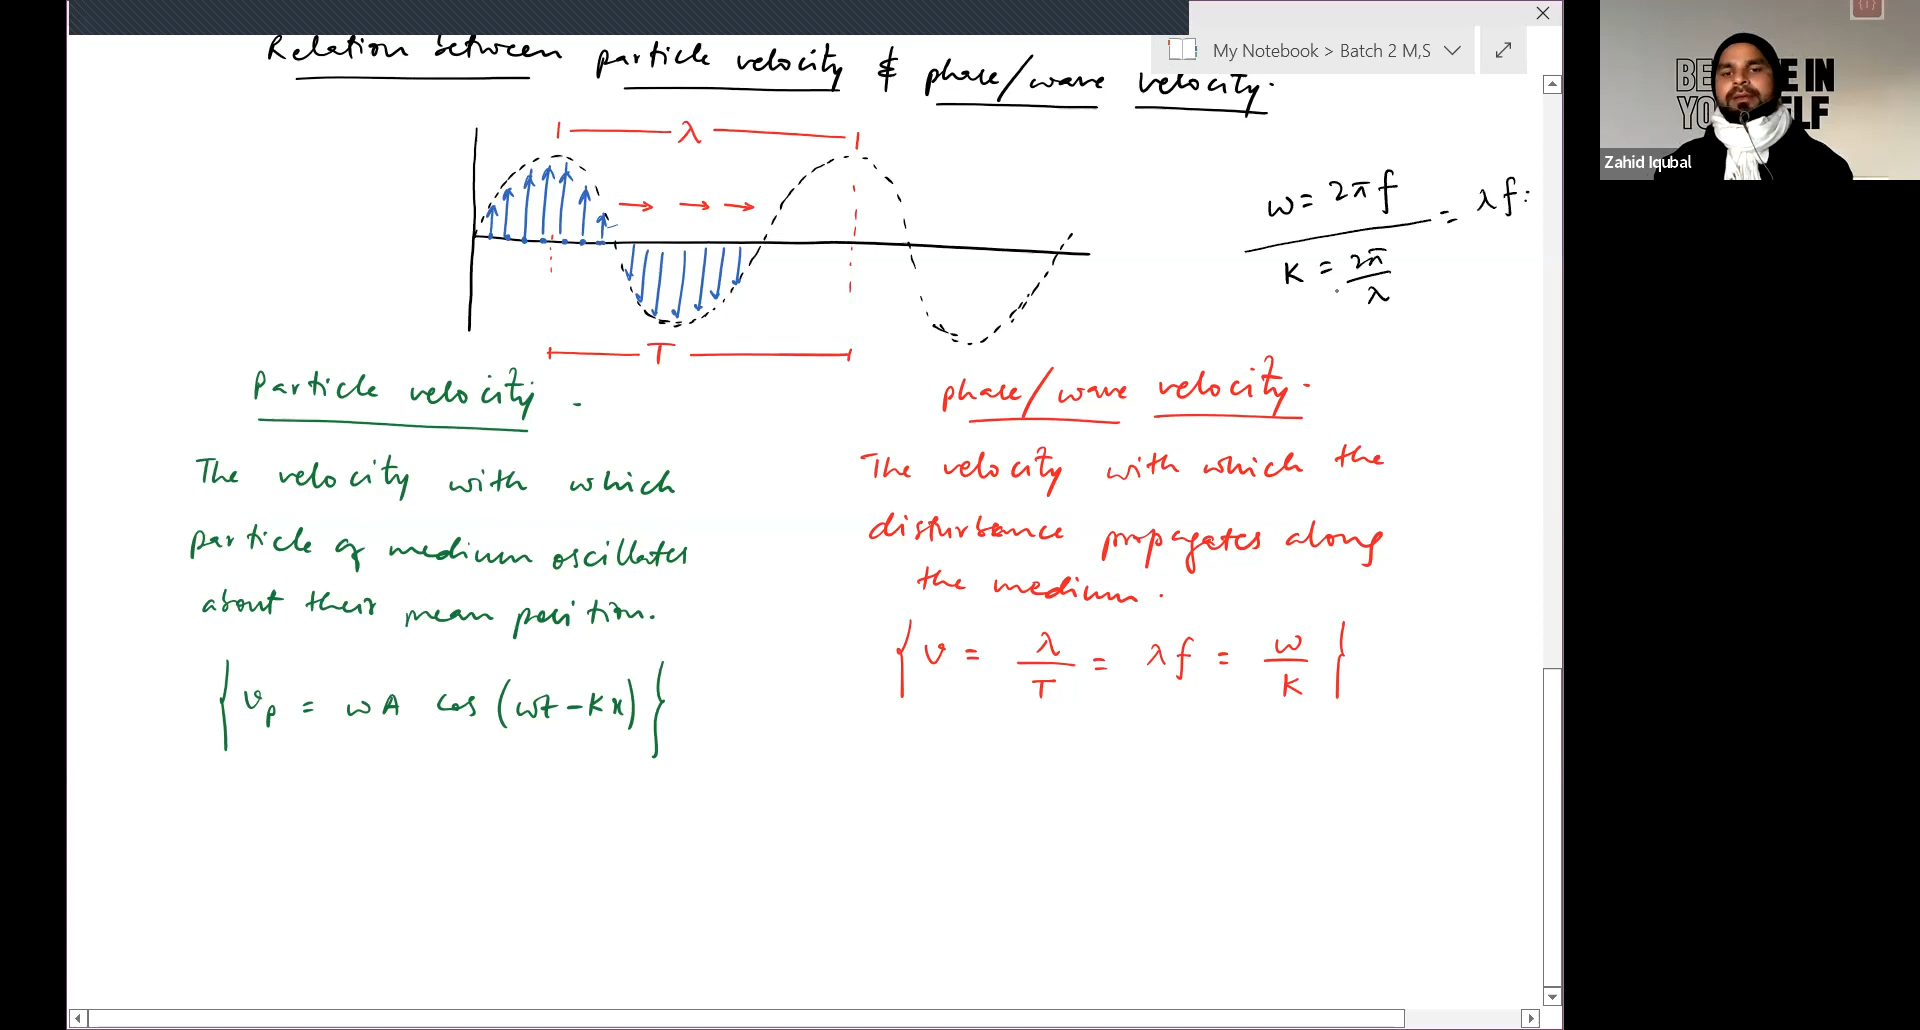 Relation between particle velocity & phase/wave velocity.
My Notebook > Batch 2 M,S
Zahid Iqubal
λ
ω = 2πf
= λf.
K = 2π
λ
T
Particle velocity.
The velocity with which
particle of medium oscillates
about their mean position.
{ v_p = ωA cos (ωt - Kx) }
phase/wave velocity.
The velocity with which the
disturbance propagates along
the medium.
{ v = λ/T = λf = ω/K }